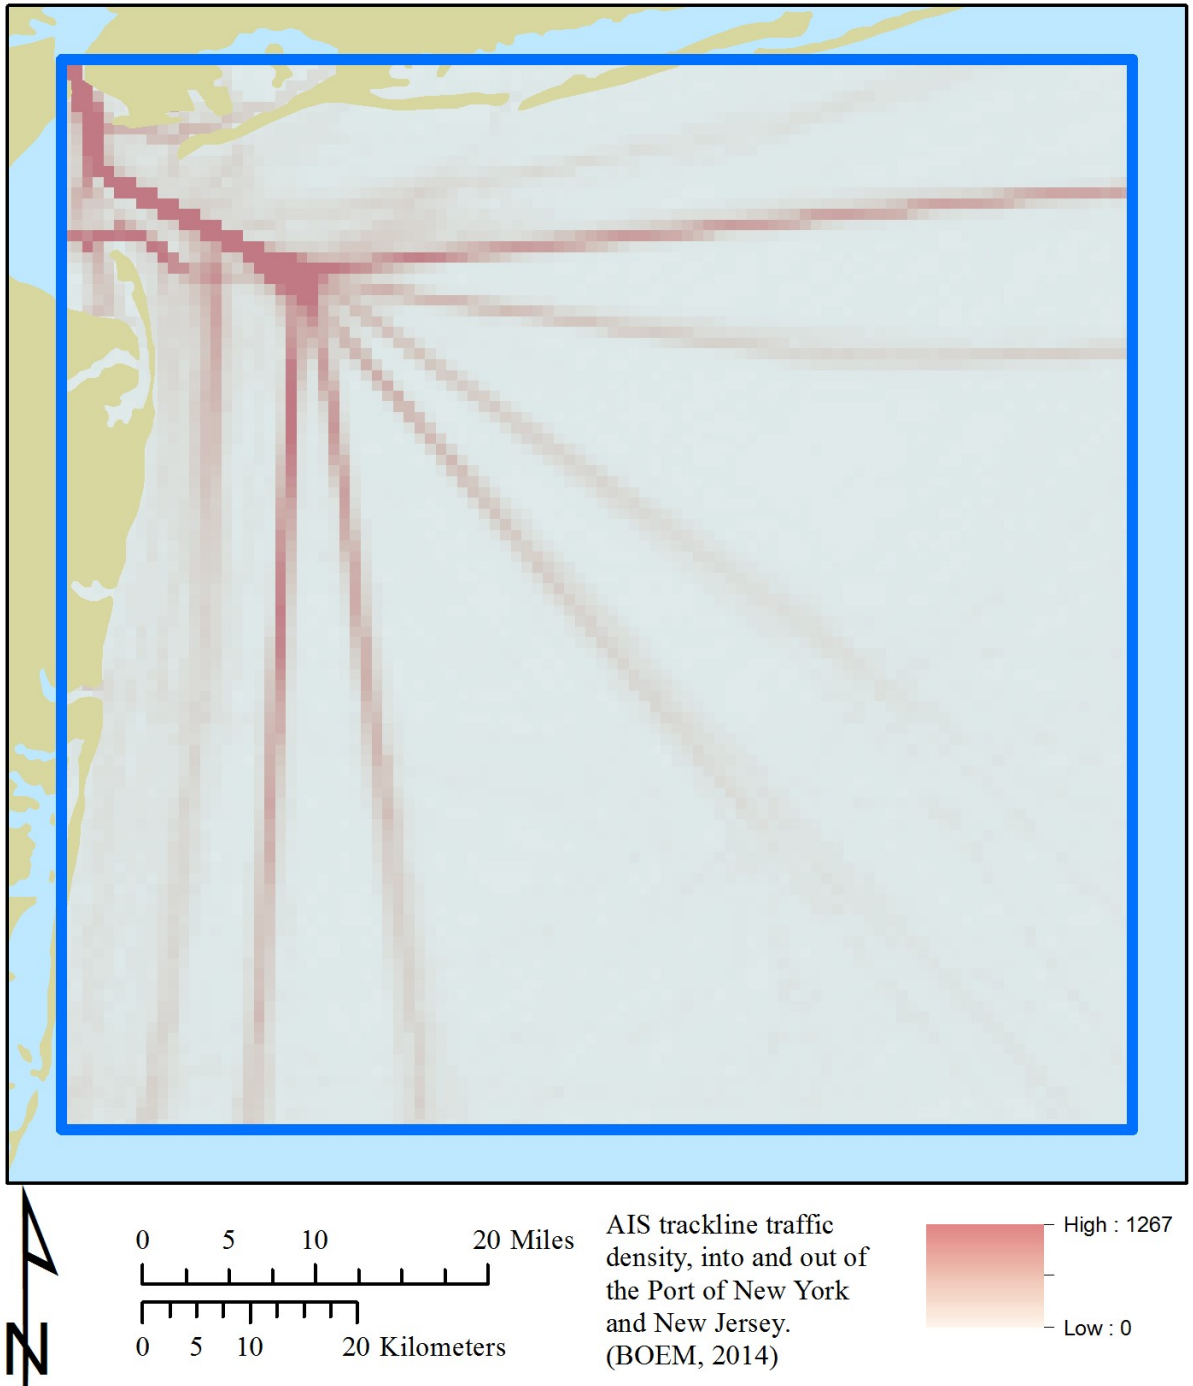 N
0 5 10 20 Miles
0 5 10 20 Kilometers
AIS trackline traffic
density, into and out of
the Port of New York
and New Jersey.
(BOEM, 2014)
High : 1267
Low : 0